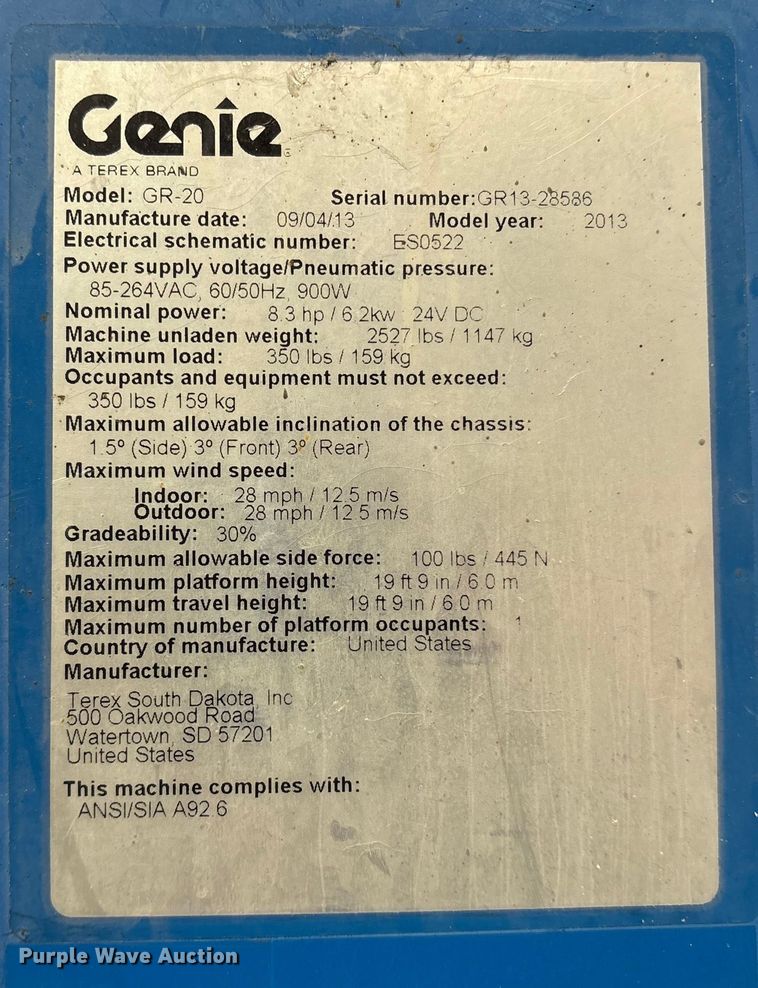 Genie
A TEREX BRAND
Model: GR-20 Serial number:GR13-28586
Manufacture date: 09/04/13 Model year: 2013
Electrical schematic number: ES0522
Power supply voltage/Pneumatic pressure:
85-264VAC, 60/50Hz, 900W
Nominal power: 8.3 hp / 6.2kw 24V DC
Machine unladen weight: 2527 lbs / 1147 kg
Maximum load: 350 lbs / 159 kg
Occupants and equipment must not exceed:
350 lbs / 159 kg
Maximum allowable inclination of the chassis:
1.5º (Side) 3º (Front) 3º (Rear)
Maximum wind speed:
Indoor: 28 mph / 12.5 m/s
Outdoor: 28 mph / 12.5 m/s
Gradeability: 30%
Maximum allowable side force: 100 lbs / 445 N
Maximum platform height: 19 ft 9 in / 6.0 m
Maximum travel height: 19 ft 9 in / 6.0 m
Maximum number of platform occupants: 1
Country of manufacture: United States
Manufacturer:
Terex South Dakota, Inc
500 Oakwood Road
Watertown, SD 57201
United States
This machine complies with:
ANSI/SIA A92.6
Purple Wave Auction